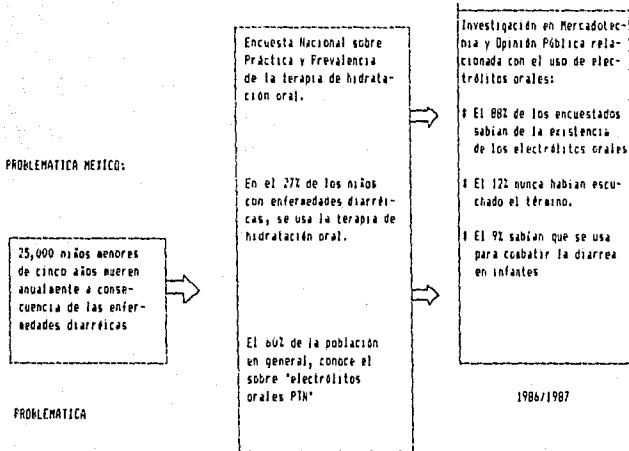 PROBLEMATICA MEXICO:
25,000 niños menores
de cinco años mueren
anualmente a conse-
cuencia de las enfer-
medades diarréicas
PROBLEMATICA
Encuesta Nacional sobre
Práctica y Prevalencia
de la terapia de hidrata-
ción oral.
En el 27% de los niños
con enfermedades diarréi-
cas, se usa la terapia de
hidratación oral.
El 60% de la población
en general, conoce el
sobre "electrólitos
orales PTN"
Investigación en Mercadotec-
nia y Opinión Pública rela-
cionada con el uso de elec-
trólitos orales:
* El 88% de los encuestados
sabían de la existencia
de los electrólitos orales
* El 12% nunca habían escu-
chado el término.
* El 9% sabían que se usa
para combatir la diarrea
en infantes
1986/1987